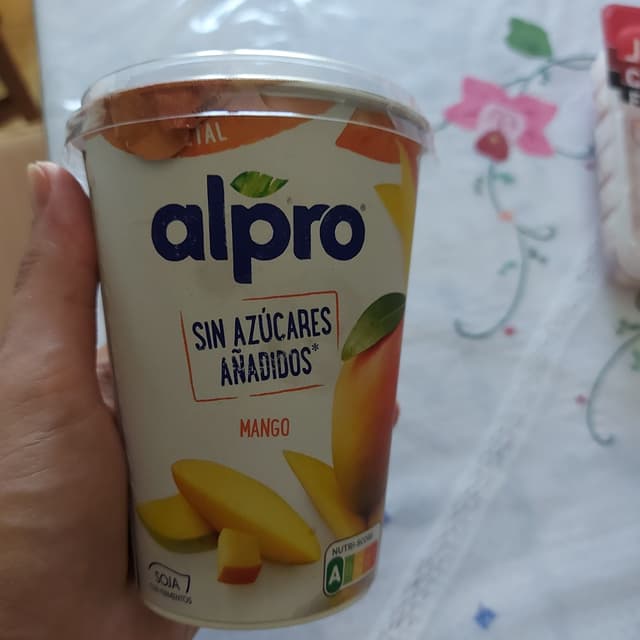 alpro
SIN AZÚCARES
AÑADIDOS*
MANGO
SOJA
NUTRI-SCORE
A